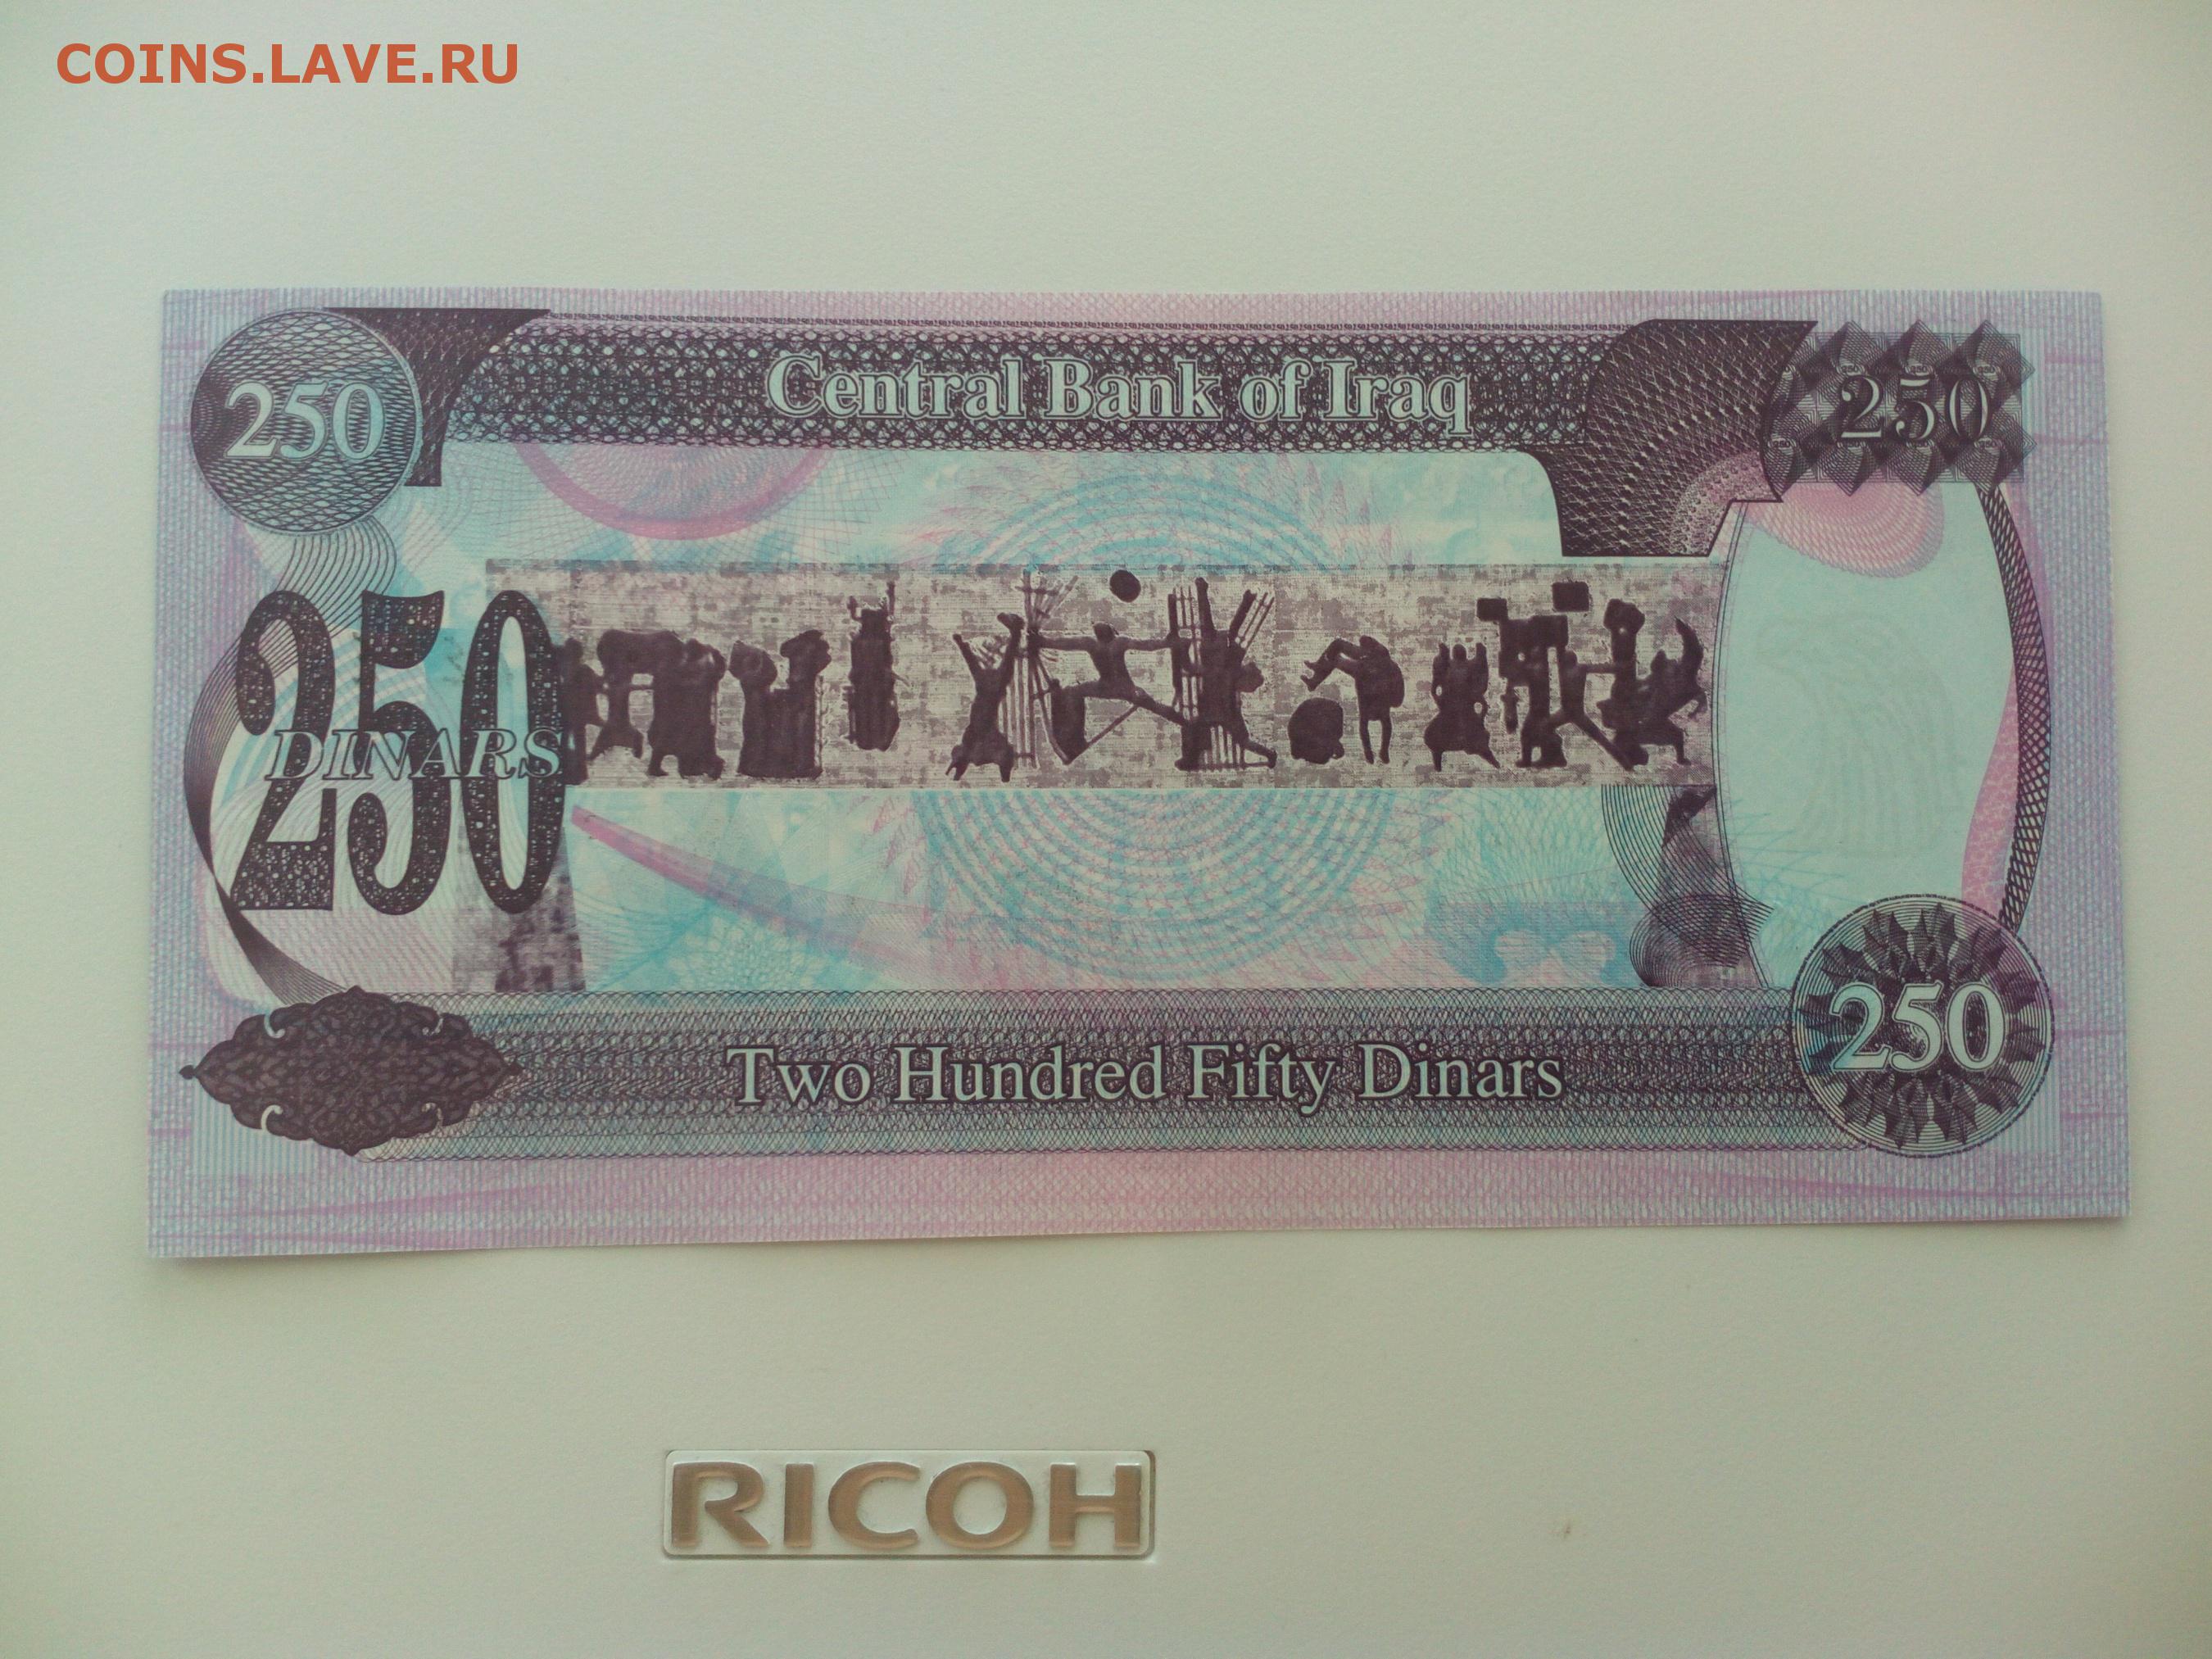 COINS.LAVE.RU
250
Central Bank of Iraq
250
250
DINARS
Two Hundred Fifty Dinars
250
RICOH